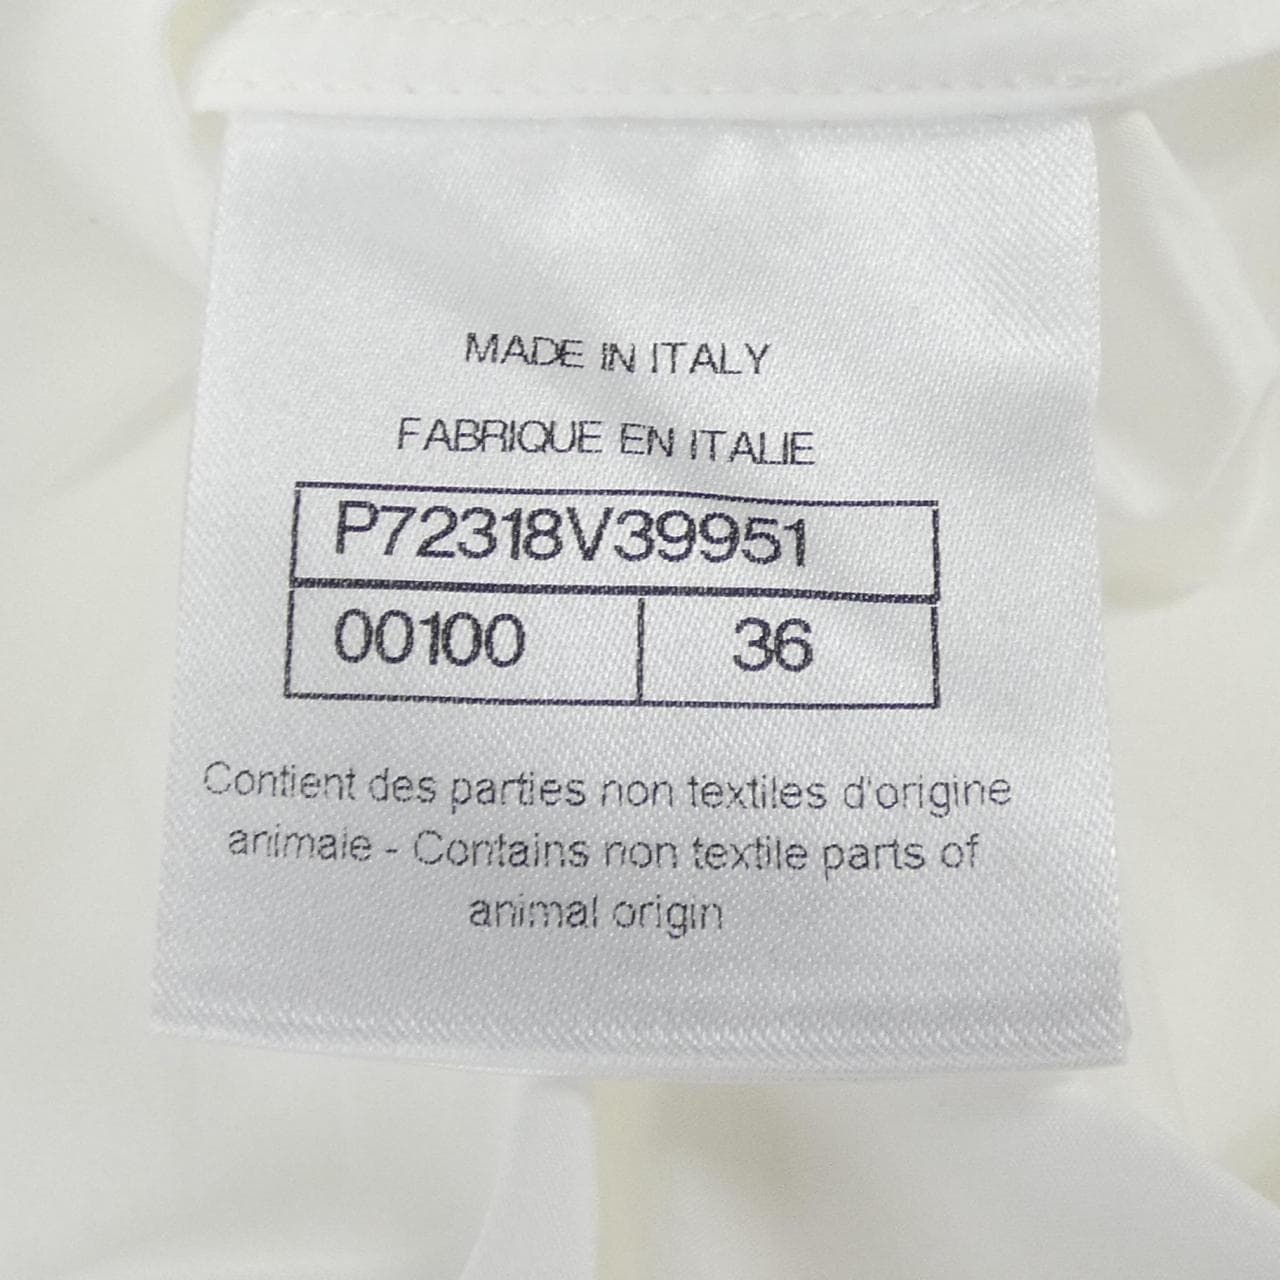 MADE IN ITALY
FABRIQUE EN ITALIE
P72318V39951
00100 36
Contient des parties non textiles d'origine
animale - Contains non textile parts of
animal origin